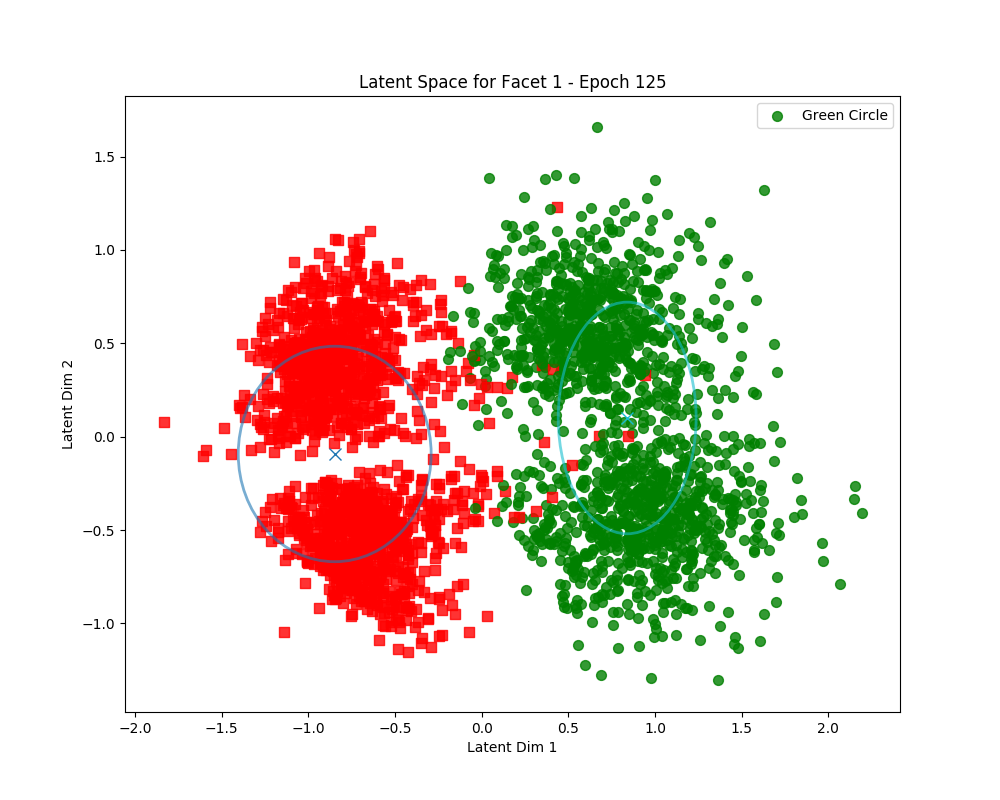 Latent Space for Facet 1 - Epoch 125
Green Circle
1.5
1.0
0.5
0.0
−0.5
−1.0
Latent Dim 2
−2.0 −1.5 −1.0 −0.5 0.0 0.5 1.0 1.5 2.0
Latent Dim 1